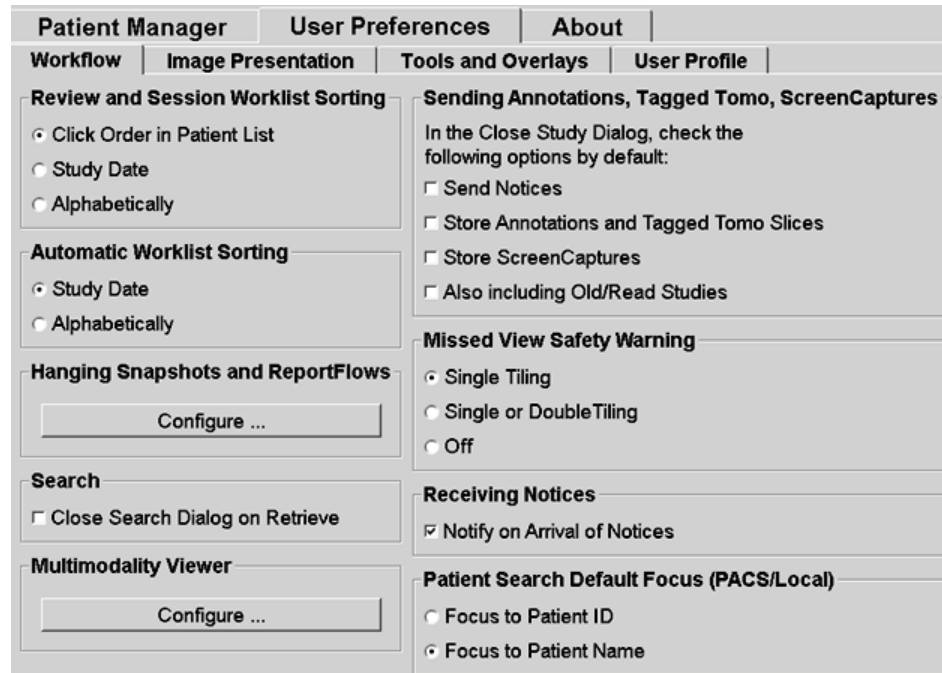 Patient Manager
User Preferences
About
Workflow
Image Presentation
Tools and Overlays
User Profile
Review and Session Worklist Sorting
Click Order in Patient List
Study Date
Alphabetically
Automatic Worklist Sorting
Study Date
Alphabetically
Hanging Snapshots and ReportFlows
Configure ...
Search
Close Search Dialog on Retrieve
Multimodality Viewer
Configure ...
Sending Annotations, Tagged Tomo, ScreenCaptures
In the Close Study Dialog, check the
following options by default:
Send Notices
Store Annotations and Tagged Tomo Slices
Store ScreenCaptures
Also including Old/Read Studies
Missed View Safety Warning
Single Tiling
Single or DoubleTiling
Off
Receiving Notices
Notify on Arrival of Notices
Patient Search Default Focus (PACS/Local)
Focus to Patient ID
Focus to Patient Name